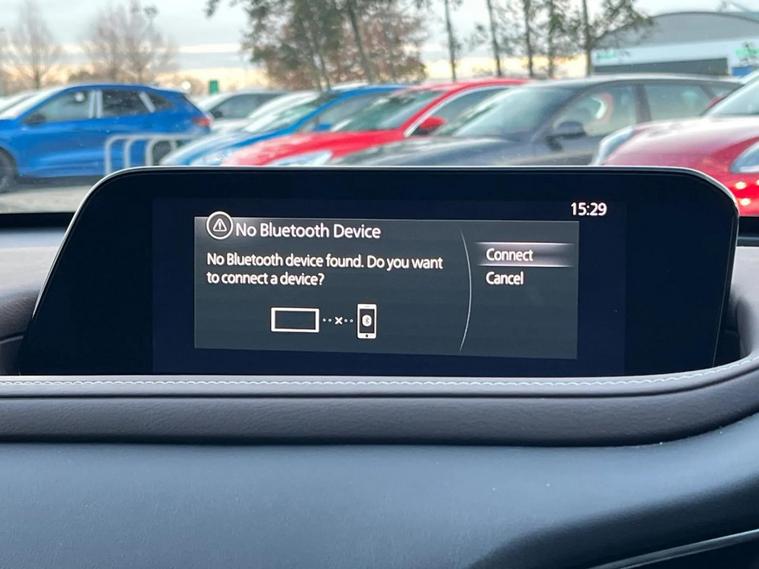 15:29
No Bluetooth Device
No Bluetooth device found. Do you want
to connect a device?
Connect
Cancel